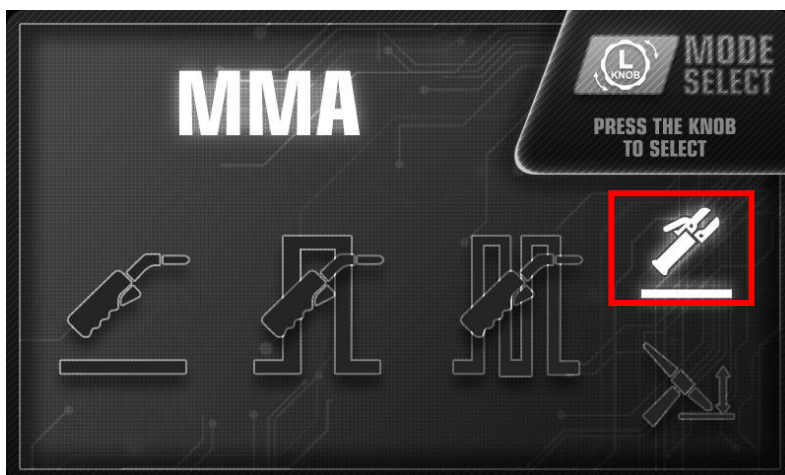 MMA
L
KNOB
MODE
SELECT
PRESS THE KNOB
TO SELECT